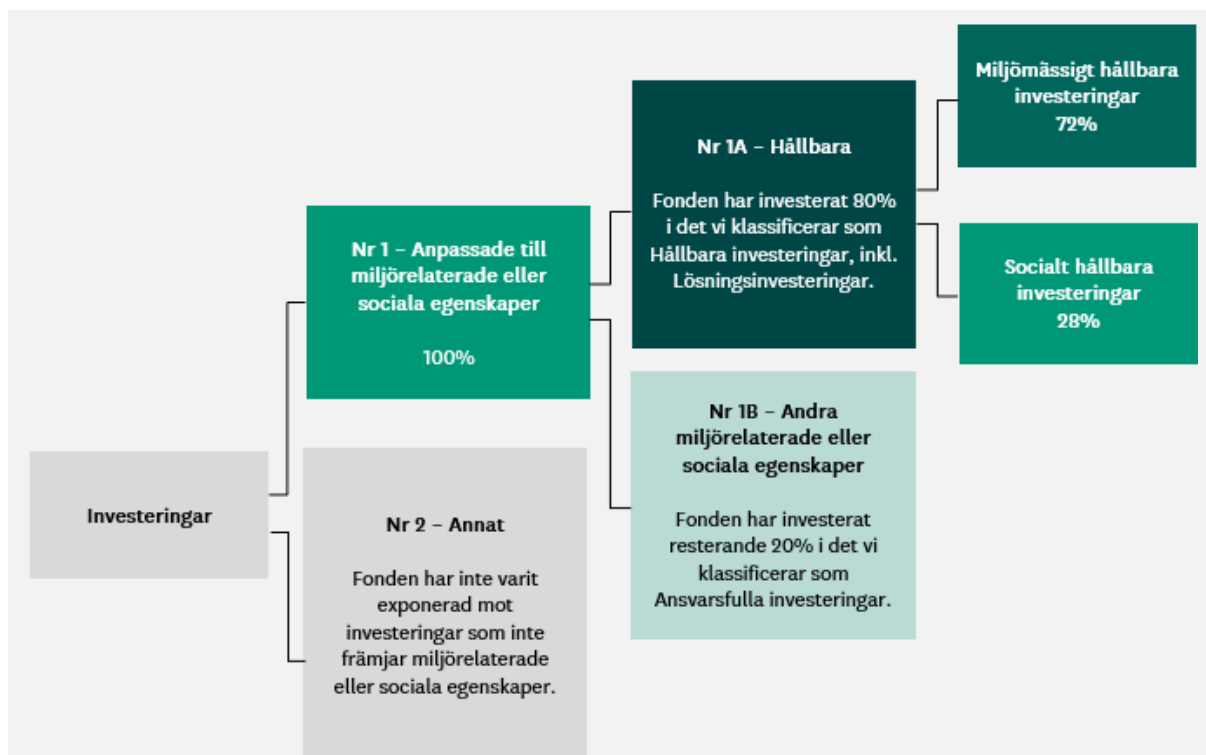 Investeringar
Nr 1 – Anpassade till
miljörelaterade eller
sociala egenskaper
100%
Nr 2 – Annat
Fonden har inte varit
exponerad mot
investeringar som inte
främjar miljörelaterade
eller sociala egenskaper.
Nr 1A – Hållbara
Fonden har investerat 80%
i det vi klassificerar som
Hållbara investeringar, inkl.
Lösningsinvesteringar.
Nr 1B – Andra
miljörelaterade eller
sociala egenskaper
Fonden har investerat
resterande 20% i det vi
klassificerar som
Ansvarsfulla investeringar.
Miljömässigt hållbara
investeringar
72%
Socialt hållbara
investeringar
28%